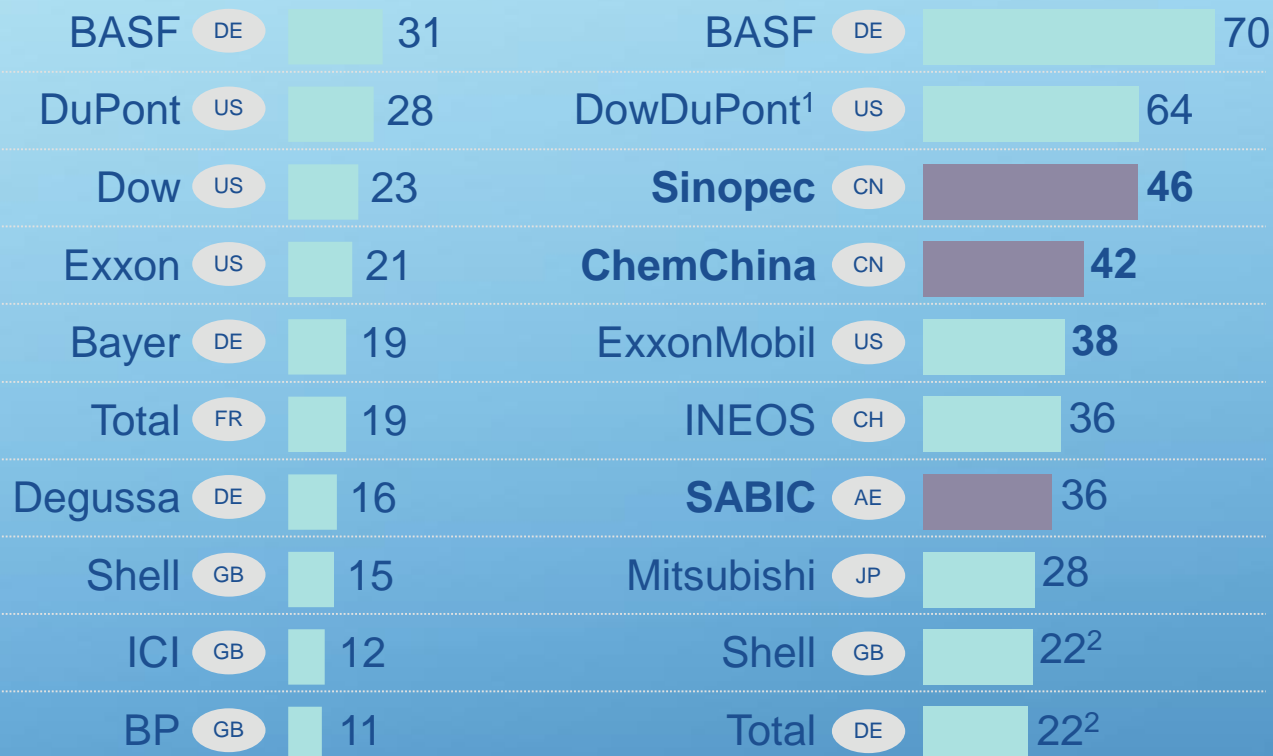 BASF DE 31 BASF DE 70
DuPont US 28 DowDuPont¹ US 64
Dow US 23 Sinopec CN 46
Exxon US 21 ChemChina CN 42
Bayer DE 19 ExxonMobil US 38
Total FR 19 INEOS CH 36
Degussa DE 16 SABIC AE 36
Shell GB 15 Mitsubishi JP 28
ICI GB 12 Shell GB 22²
BP GB 11 Total DE 22²